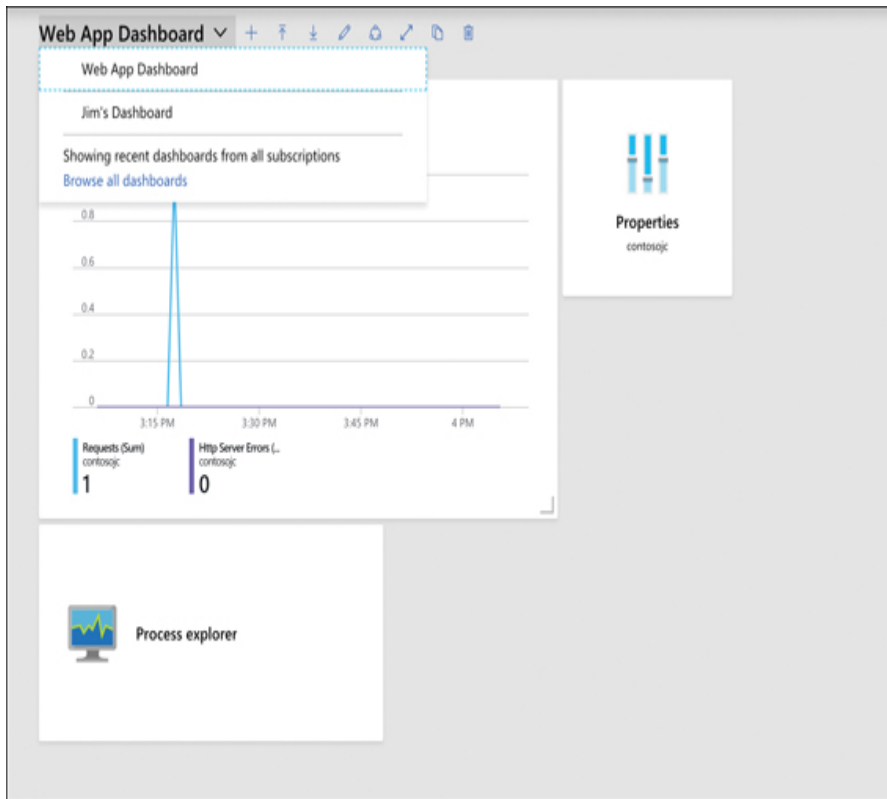 Web App Dashboard
Web App Dashboard
Jim's Dashboard
Showing recent dashboards from all subscriptions
Browse all dashboards
0.8
0.6
0.4
0.2
0
3:15 PM 3:30 PM 3:45 PM 4 PM
Requests (Sum) Http Server Errors (...
contosojc contosojc
1 0
Properties
contosojc
Process explorer